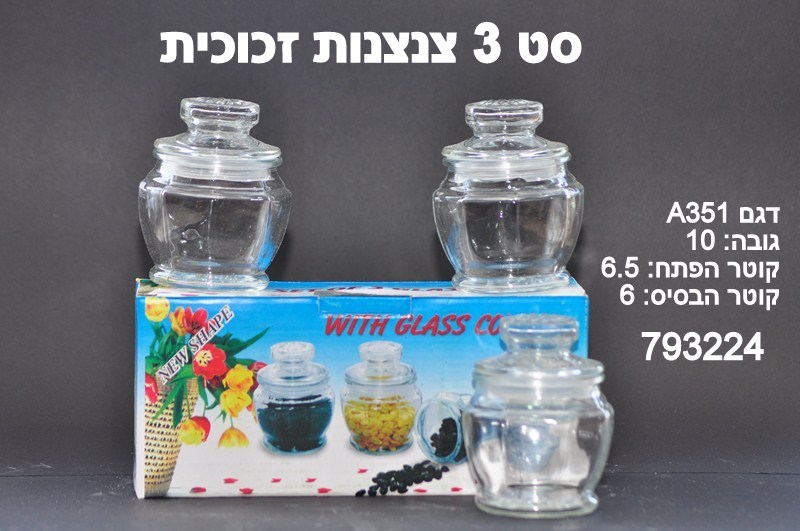 סט 3 צנצנות זכוכית
דגם A351
גובה: 10
קוטר הפתח: 6.5
קוטר הבסיס: 6
793224
NEW SHAPE
WITH GLASS CO